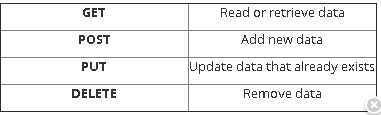 GET Read or retrieve data
POST Add new data
PUT Update data that already exists
DELETE Remove data